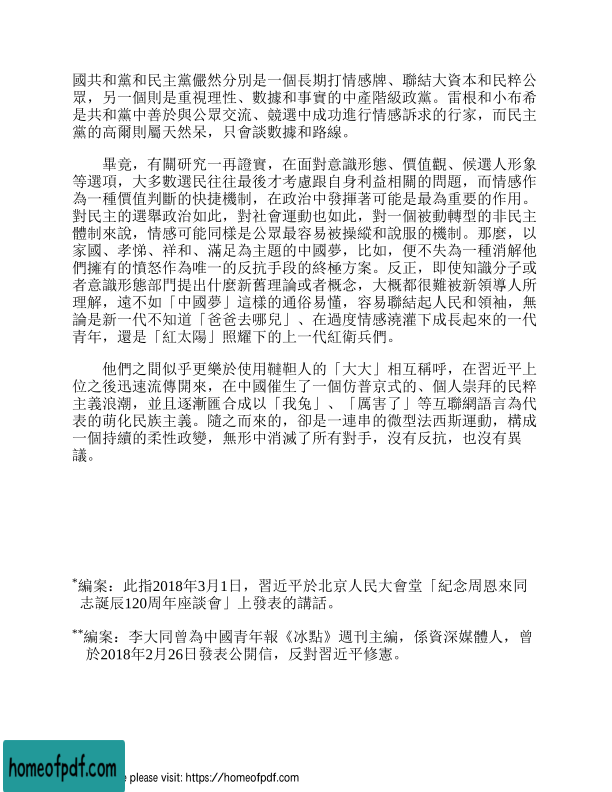 國共和黨和民主黨儼然分別是一個長期打情感牌、聯結大資本和民粹公
眾，另一個則是重視理性、數據和事實的中產階級政黨。雷根和小布希
是共和黨中善於與公眾交流、競選中成功進行情感訴求的行家，而民主
黨的高爾則屬天然呆，只會談數據和路線。
畢竟，有關研究一再證實，在面對意識形態、價值觀、候選人形象
等選項，大多數選民往往最後才考慮跟自身利益相關的問題，而情感作
為一種價值判斷的快捷機制，在政治中發揮著可能是最為重要的作用。
對民主的選舉政治如此，對社會運動也如此，對一個被動轉型的非民主
體制來說，情感可能同樣是公眾最容易被操縱和說服的機制。那麼，以
家國、孝悌、祥和、滿足為主題的中國夢，比如，便不失為一種消解他
們擁有的憤怒作為唯一的反抗手段的終極方案。反正，即使知識分子或
者意識形態部門提出什麼新舊理論或者概念，大概都很難被新領導人所
理解，遠不如「中國夢」這樣的通俗易懂，容易聯結起人民和領袖，無
論是新一代不知道「爸爸去哪兒」、在過度情感澆灌下成長起來的一代
青年，還是「紅太陽」照耀下的上一代紅衛兵們。
他們之間似乎更樂於使用韃靼人的「大大」相互稱呼，在習近平上
位之後迅速流傳開來，在中國催生了一個仿普京式的、個人崇拜的民粹
主義浪潮，並且逐漸匯合成以「我兔」、「厲害了」等互聯網語言為代
表的萌化民族主義。隨之而來的，卻是一連串的微型法西斯運動，構成
一個持續的柔性政變，無形中消滅了所有對手，沒有反抗，也沒有異
議。
*編案：此指2018年3月1日，習近平於北京人民大會堂「紀念周恩來同
志誕辰120周年座談會」上發表的講話。
**編案：李大同曾為中國青年報《冰點》週刊主編，係資深媒體人，曾
於2018年2月26日發表公開信，反對習近平修憲。
homeofpdf.com
e please visit: https://homeofpdf.com